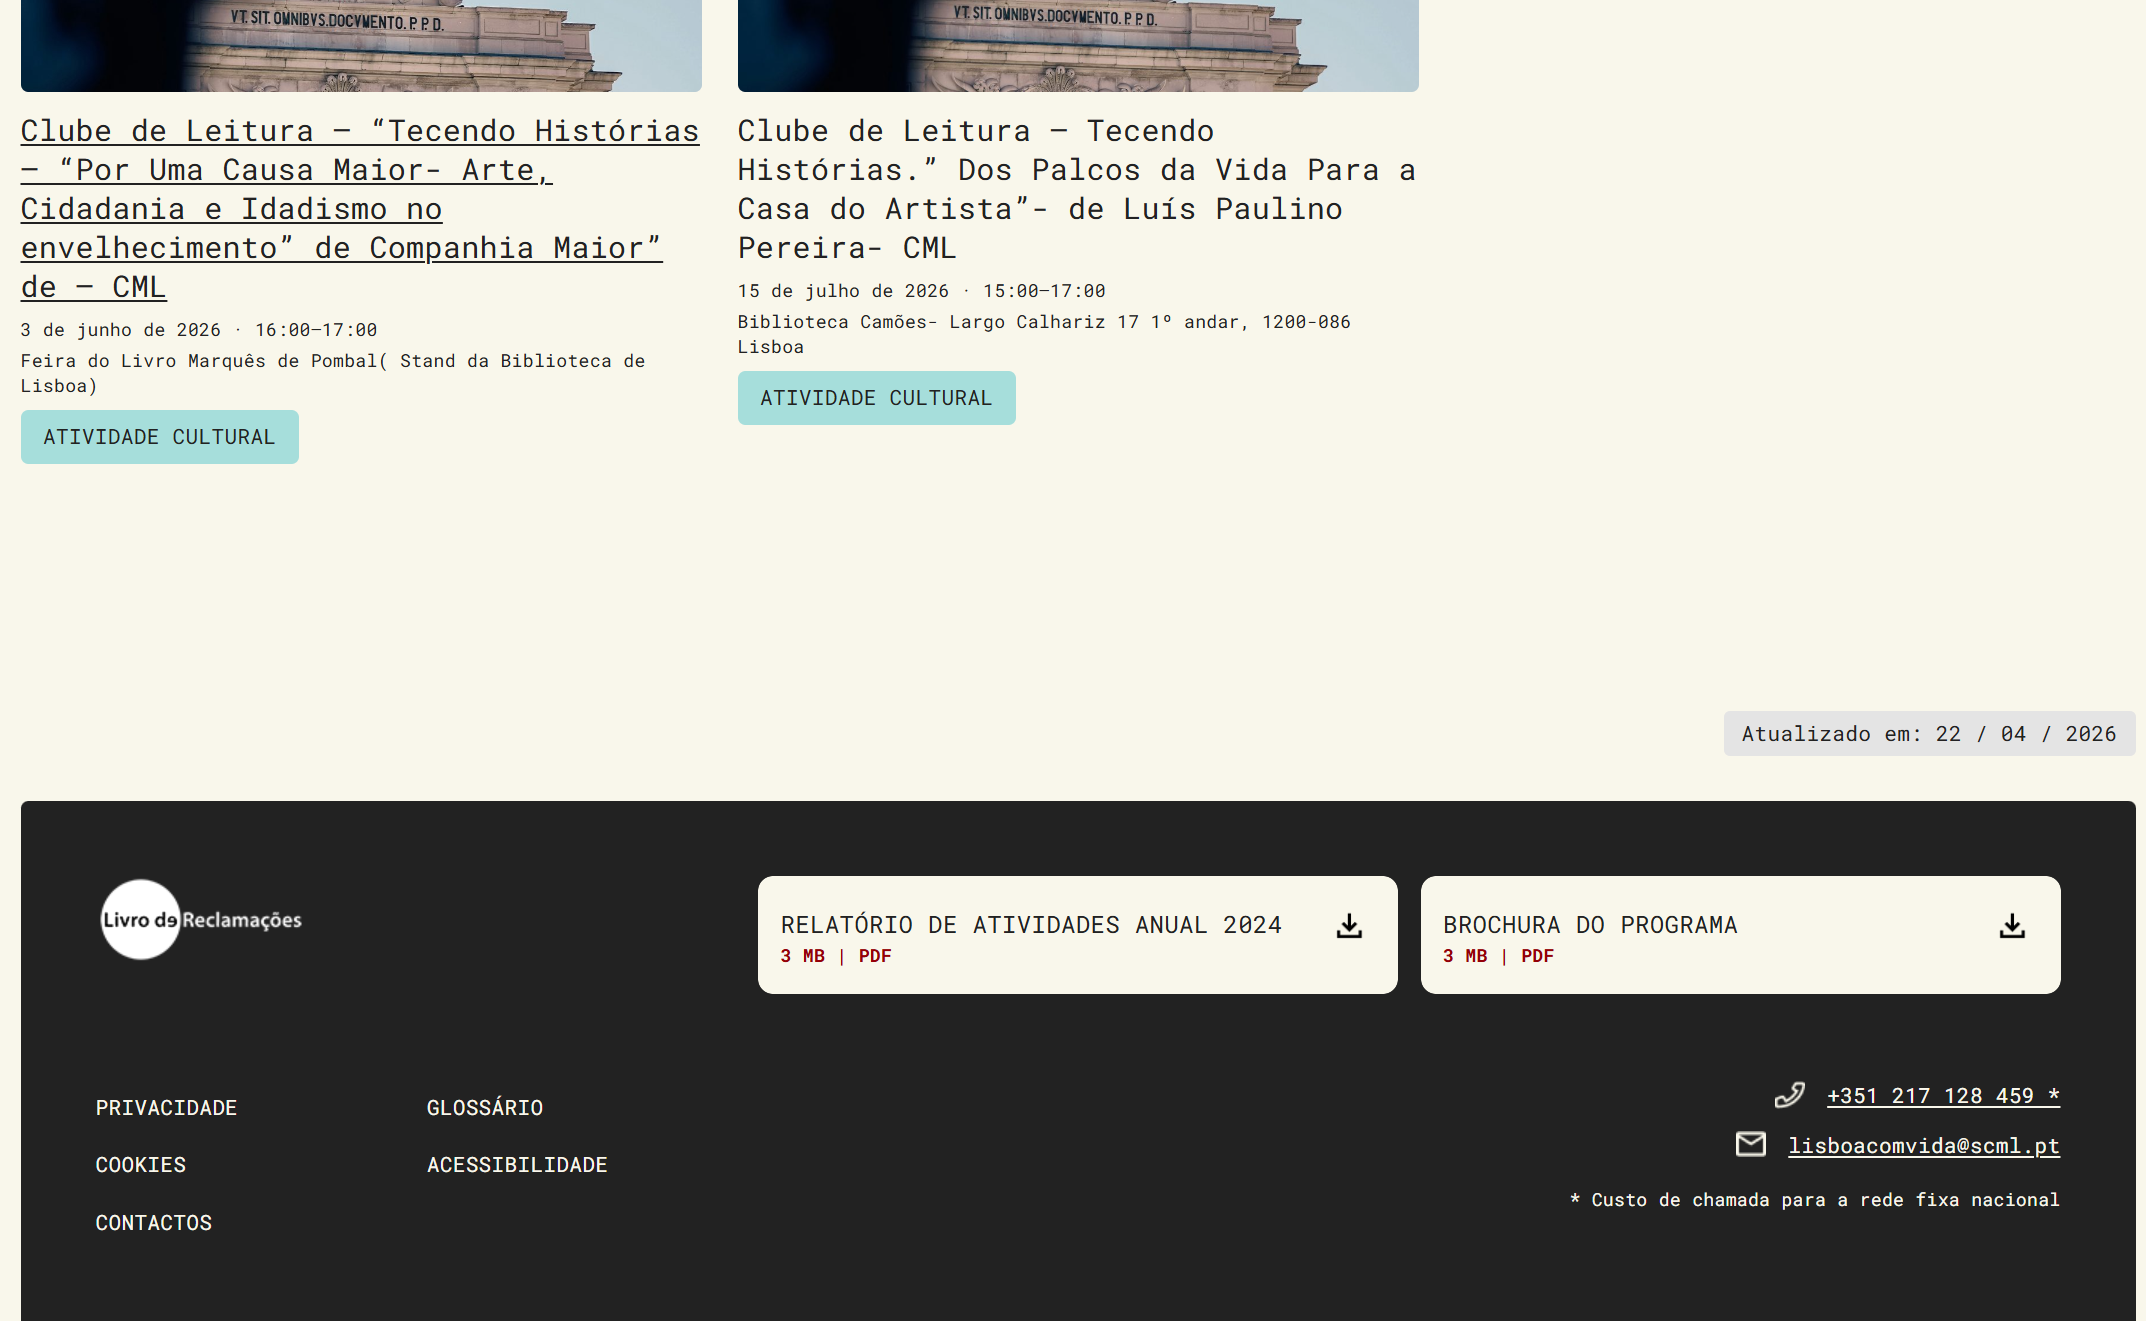 VT. SIT. OMNIBVS.DOCVMENTO. P. P. D.
VT. SIT. OMNIBVS.DOCVMENTO. P. P. D.
Clube de Leitura – “Tecendo Histórias
– “Por Uma Causa Maior- Arte,
Cidadania e Idadismo no
envelhecimento” de Companhia Maior”
de – CML
3 de junho de 2026 · 16:00–17:00
Feira do Livro Marquês de Pombal( Stand da Biblioteca de
Lisboa)
ATIVIDADE CULTURAL
Clube de Leitura – Tecendo
Histórias.” Dos Palcos da Vida Para a
Casa do Artista”- de Luís Paulino
Pereira- CML
15 de julho de 2026 · 15:00–17:00
Biblioteca Camões- Largo Calhariz 17 1º andar, 1200-086
Lisboa
ATIVIDADE CULTURAL
Atualizado em: 22 / 04 / 2026
Livro de Reclamações
RELATÓRIO DE ATIVIDADES ANUAL 2024
3 MB | PDF
BROCHURA DO PROGRAMA
3 MB | PDF
PRIVACIDADE
COOKIES
CONTACTOS
GLOSSÁRIO
ACESSIBILIDADE
+351 217 128 459 *
lisboacomvida@scml.pt
* Custo de chamada para a rede fixa nacional